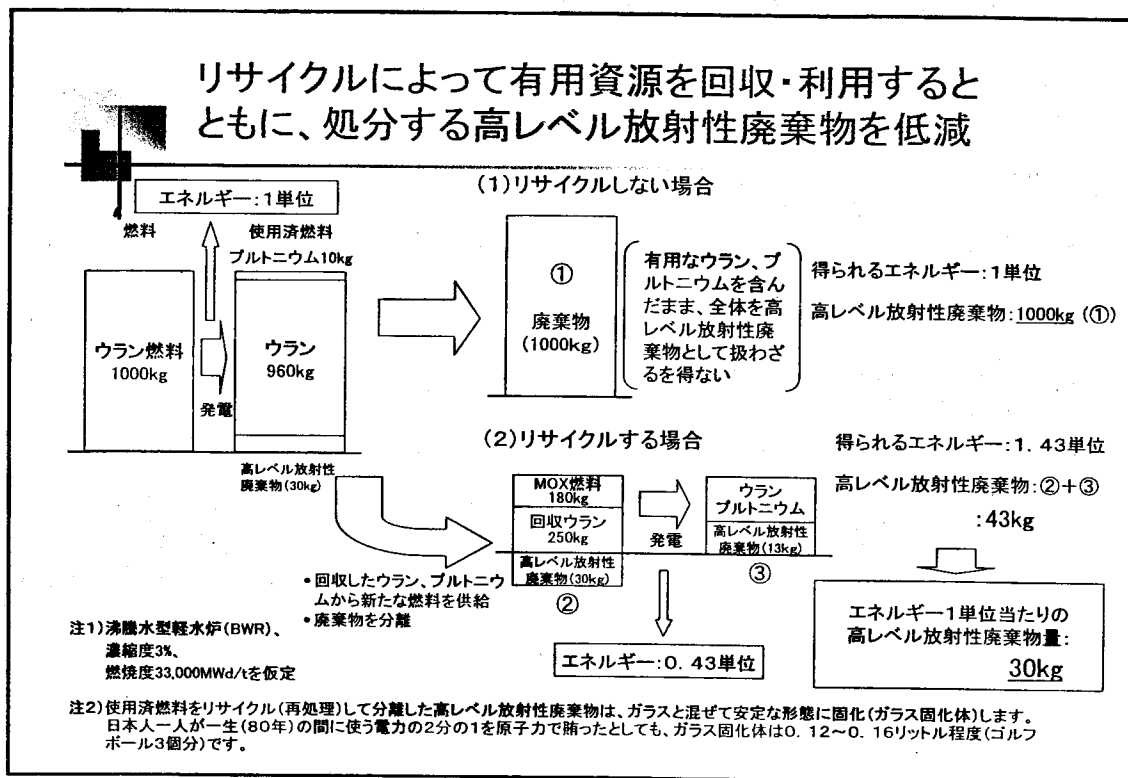 リサイクルによって有用資源を回収・利用すると
ともに、処分する高レベル放射性廃棄物を低減
エネルギー:1単位
燃料
使用済燃料
プルトニウム10kg
ウラン燃料
1000kg
発電
ウラン
960kg
高レベル放射性
廃棄物(30kg)
(1)リサイクルしない場合
①
廃棄物
(1000kg)
有用なウラン、プ
ルトニウムを含ん
だまま、全体を高
レベル放射性廃
棄物として扱わざ
るを得ない
得られるエネルギー:1単位
高レベル放射性廃棄物:1000kg (①)
(2)リサイクルする場合
MOX燃料
180kg
回収ウラン
250kg
高レベル放射性
廃棄物(30kg)
②
発電
ウラン
プルトニウム
高レベル放射性
廃棄物(13kg)
③
得られるエネルギー:1.43単位
高レベル放射性廃棄物:②+③
:43kg
•回収したウラン、プルトニウ
ムから新たな燃料を供給
•廃棄物を分離
エネルギー:0.43単位
エネルギー1単位当たりの
高レベル放射性廃棄物量:
30kg
注1)沸騰水型軽水炉(BWR)、
濃縮度3%、
燃焼度33,000MWd/tを仮定
注2)使用済燃料をリサイクル(再処理)して分離した高レベル放射性廃棄物は、ガラスと混ぜて安定な形態に固化(ガラス固化体)します。
日本人一人が一生(80年)の間に使う電力の2分の1を原子力で賄ったとしても、ガラス固化体は0.12~0.16リットル程度(ゴルフ
ボール3個分)です。